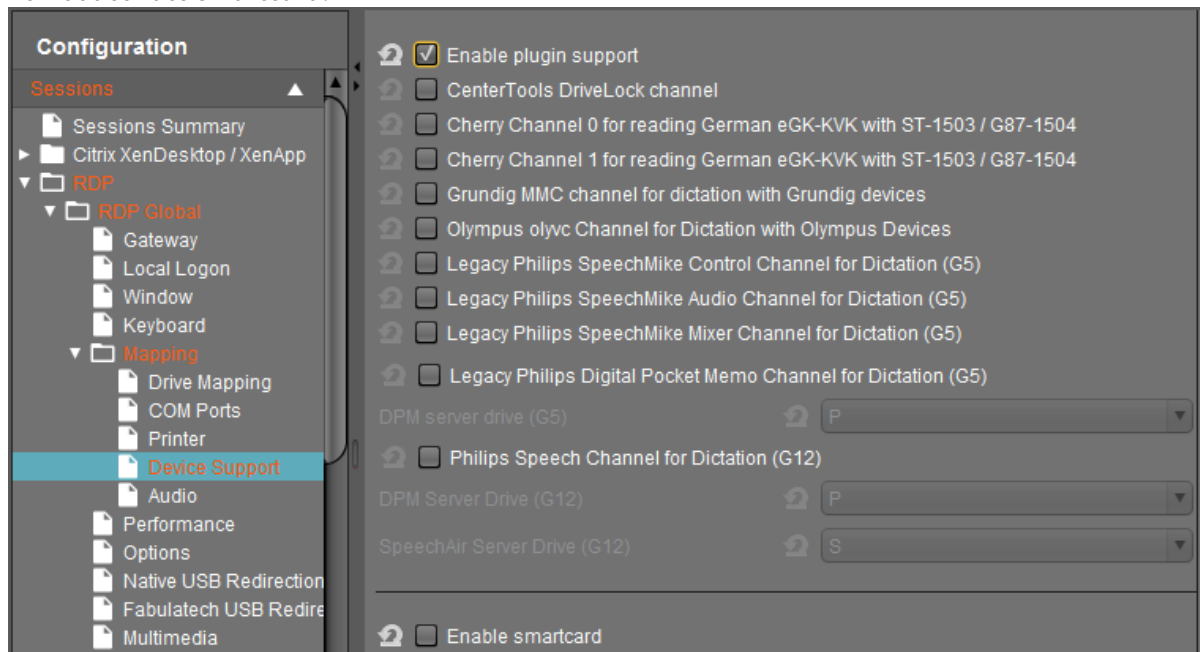 Configuration
Sessions
Sessions Summary
Citrix XenDesktop / XenApp
RDP
RDP Global
Gateway
Local Logon
Window
Keyboard
Mapping
Drive Mapping
COM Ports
Printer
Device Support
Audio
Performance
Options
Native USB Redirection
Fabulatech USB Redire
Multimedia
Enable plugin support
CenterTools DriveLock channel
Cherry Channel 0 for reading German eGK-KVK with ST-1503 / G87-1504
Cherry Channel 1 for reading German eGK-KVK with ST-1503 / G87-1504
Grundig MMC channel for dictation with Grundig devices
Olympus olyvc Channel for Dictation with Olympus Devices
Legacy Philips SpeechMike Control Channel for Dictation (G5)
Legacy Philips SpeechMike Audio Channel for Dictation (G5)
Legacy Philips SpeechMike Mixer Channel for Dictation (G5)
Legacy Philips Digital Pocket Memo Channel for Dictation (G5)
DPM server drive (G5) P
Philips Speech Channel for Dictation (G12)
DPM Server Drive (G12) P
SpeechAir Server Drive (G12) S
Enable smartcard